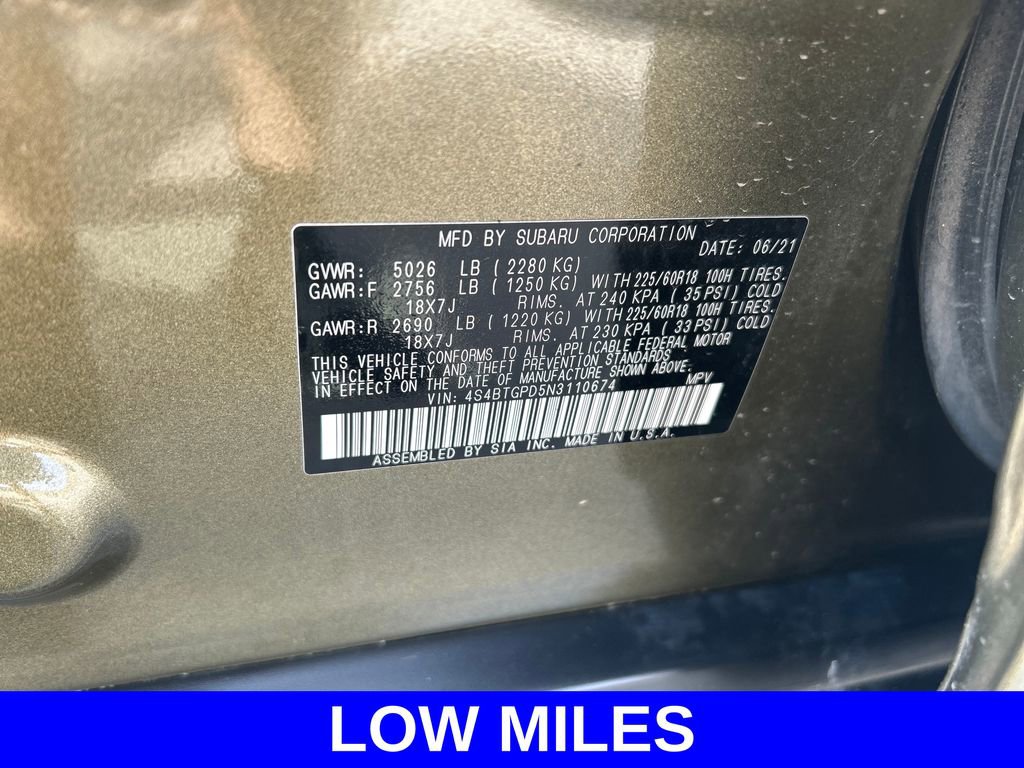 MFD BY SUBARU CORPORATION DATE: 06/21
GVWR: 5026 LB (2280 KG)
GAWR:F 2756 LB (1250 KG) WITH 225/60R18 100H TIRES.
18X7J RIMS. AT 240 KPA (35 PSI) COLD
GAWR:R 2690 LB (1220 KG) WITH 225/60R18 100H TIRES.
18X7J RIMS. AT 230 KPA (33 PSI) COLD
THIS VEHICLE CONFORMS TO ALL APPLICABLE FEDERAL MOTOR
VEHICLE SAFETY AND THEFT PREVENTION STANDARDS
IN EFFECT ON THE DATE OF MANUFACTURE SHOWN ABOVE.
VIN: 4S4BTGPD5N3110674 MPV
ASSEMBLED BY SIA INC. MADE IN U.S.A.
LOW MILES